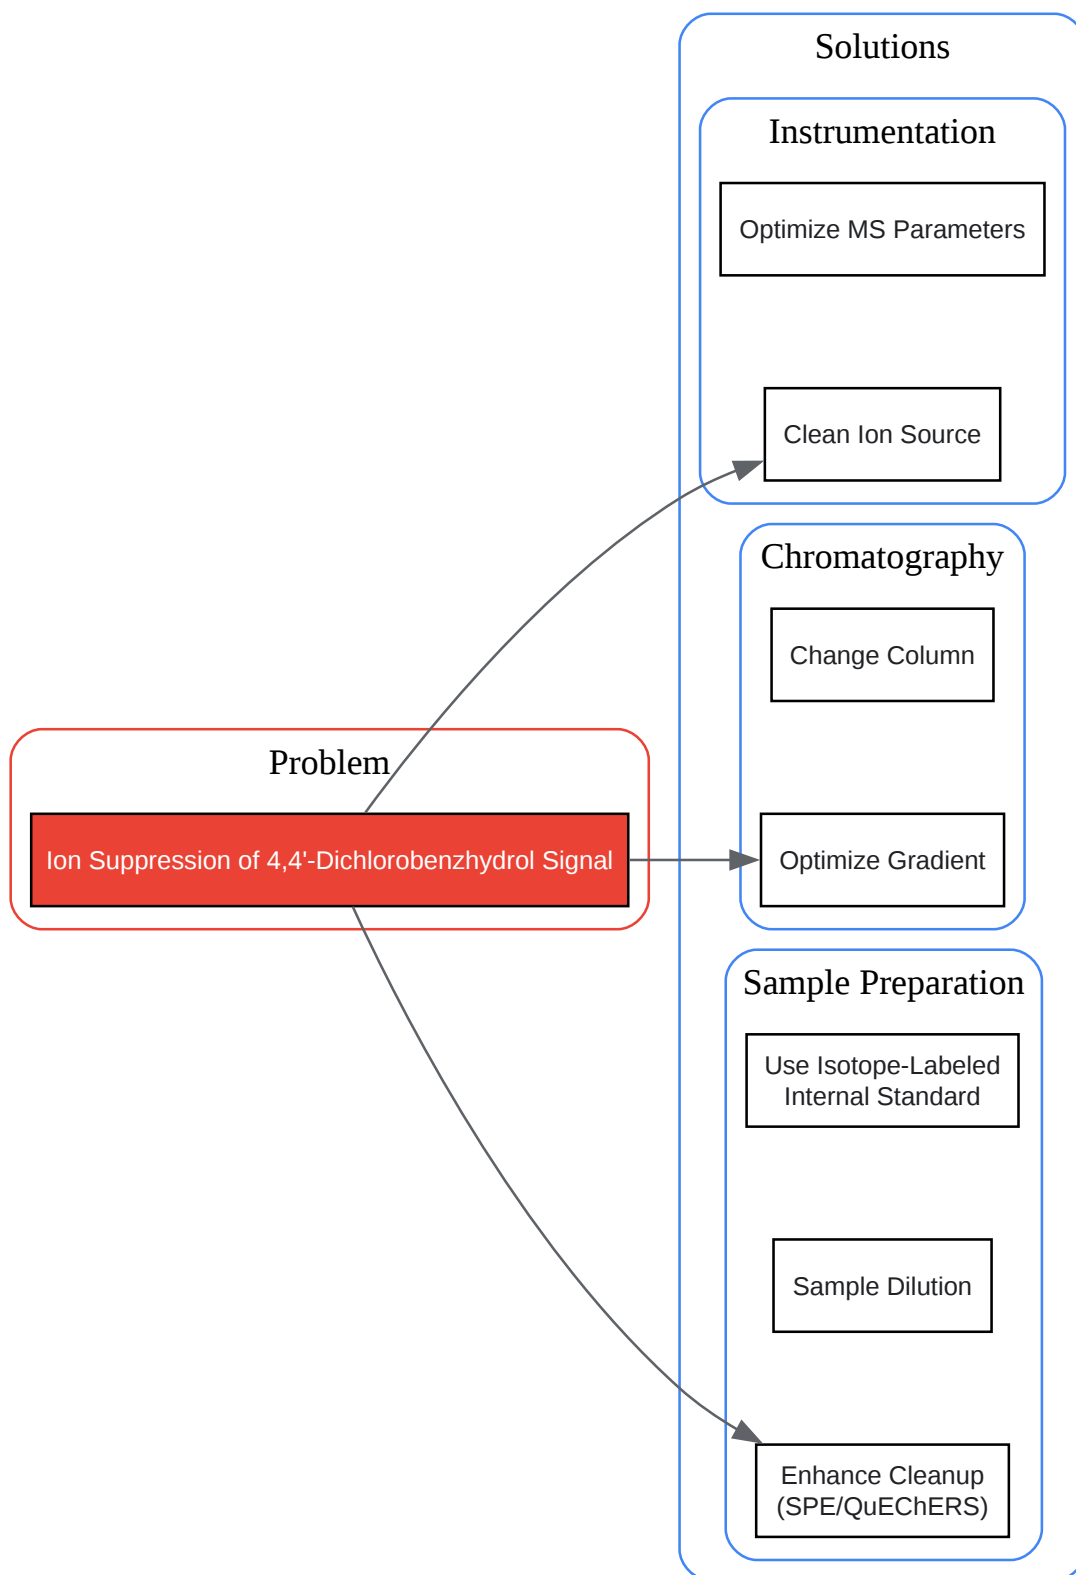 Solutions
Instrumentation
Optimize MS Parameters
Clean Ion Source
Chromatography
Change Column
Problem
Ion Suppression of 4,4'-Dichlorobenzhydrol Signal
Optimize Gradient
Sample Preparation
Use Isotope-Labeled
Internal Standard
Sample Dilution
Enhance Cleanup
(SPE/QuEChERS)